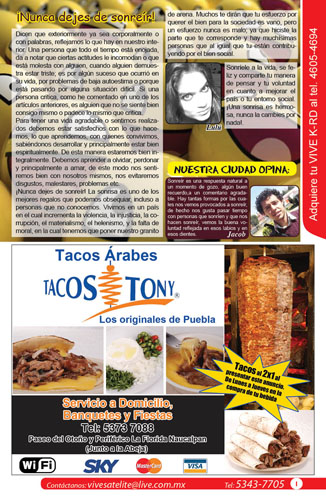 ¡Nunca dejes de sonreír!
Dicen que exteriormente ya sea corporalmente o
con palabras, reflejamos lo que hay en nuestro inte-
rior; Una persona que todo el tiempo está enojada,
da a notar que ciertas actitudes le incomodan o que
está molesta con alguien, cuando alguien demues-
tra estar triste, es por algún suceso que ocurrió en
su vida, por problemas de baja autoestima o porque
está pasando por alguna situación difícil. Si una
persona critica, como he comentado en uno de los
artículos anteriores, es alguien que no se siente bien
consigo mismo o padece lo mismo que critica.
Para tener una vida agradable, o sentirnos realiza-
dos debemos estar satisfechos con lo que hace-
mos, lo que aprendemos, con quienes convivimos,
sabiéndonos desarrollar y principalmente estar bien
espiritualmente. De esta manera estaremos bien in-
tegralmente. Debemos aprender a olvidar, perdonar
y principalmente a amar, de este modo nos senti-
remos bien con nosotros mismos, nos evitaremos
disgustos, malestares, problemas etc.
¡Nunca dejes de sonreír! La sonrisa es uno de los
mejores regalos que podemos obsequiar, incluso a
personas que no conocemos. Vivimos en un país
en el cual incrementa la violencia, la injusticia, la co-
rrupción, el materialismo, el helenismo, y la falta de
moral, en la cual tenemos que poner nuestro granito
de arena. Muchos te dirán que tu esfuerzo por
querer el bien para la sociedad es vano, pero
un esfuerzo nunca es malo; ya tu hiciste la
parte que te corresponde y hay muchísimas
personas que al igual que tú están contribu-
yendo por el bien social.
Sonríele a la vida, se fe-
liz y comparte tu manera
de pensar y tu voluntad
en cuanto a mejorar el
país o tu entorno social.
¡Una sonrisa es hermo-
sa, nunca la cambies por
nada!
Lulu
NUESTRA CIUDAD OPINA:
Sonreír es una respuesta natural a
un momento de gozo, algún buen
recuerdo, a un comentario agrada-
ble. Hay tantas formas por las cua-
les nos vemos provocados a sonreír,
de hecho nos gusta pasar tiempo
con personas que sonríen y que nos
hacen sonreír, vemos la buena vo-
luntad reflejada en esos labios y en
esos dientes.
Jacob
Adquiere tu VIVE K-RD al tel. 4605-4694
Tacos Árabes
TACOS TONY ®
Los originales de Puebla
Servicio a Domicilio,
Banquetes y Fiestas
Tel: 5373 7088
Paseo del Otoño y Periférico La Florida Naucalpan
(Junto a la Abeja)
TACOS al 2x1 al
presentar este anuncio,
De Lunes a Jueves en la
compra de tu bebida
Wi Fi
SKY
MasterCard
VISA
Contáctanos: vivesatelite@live.com.mx
Tel: 5343-7705
1